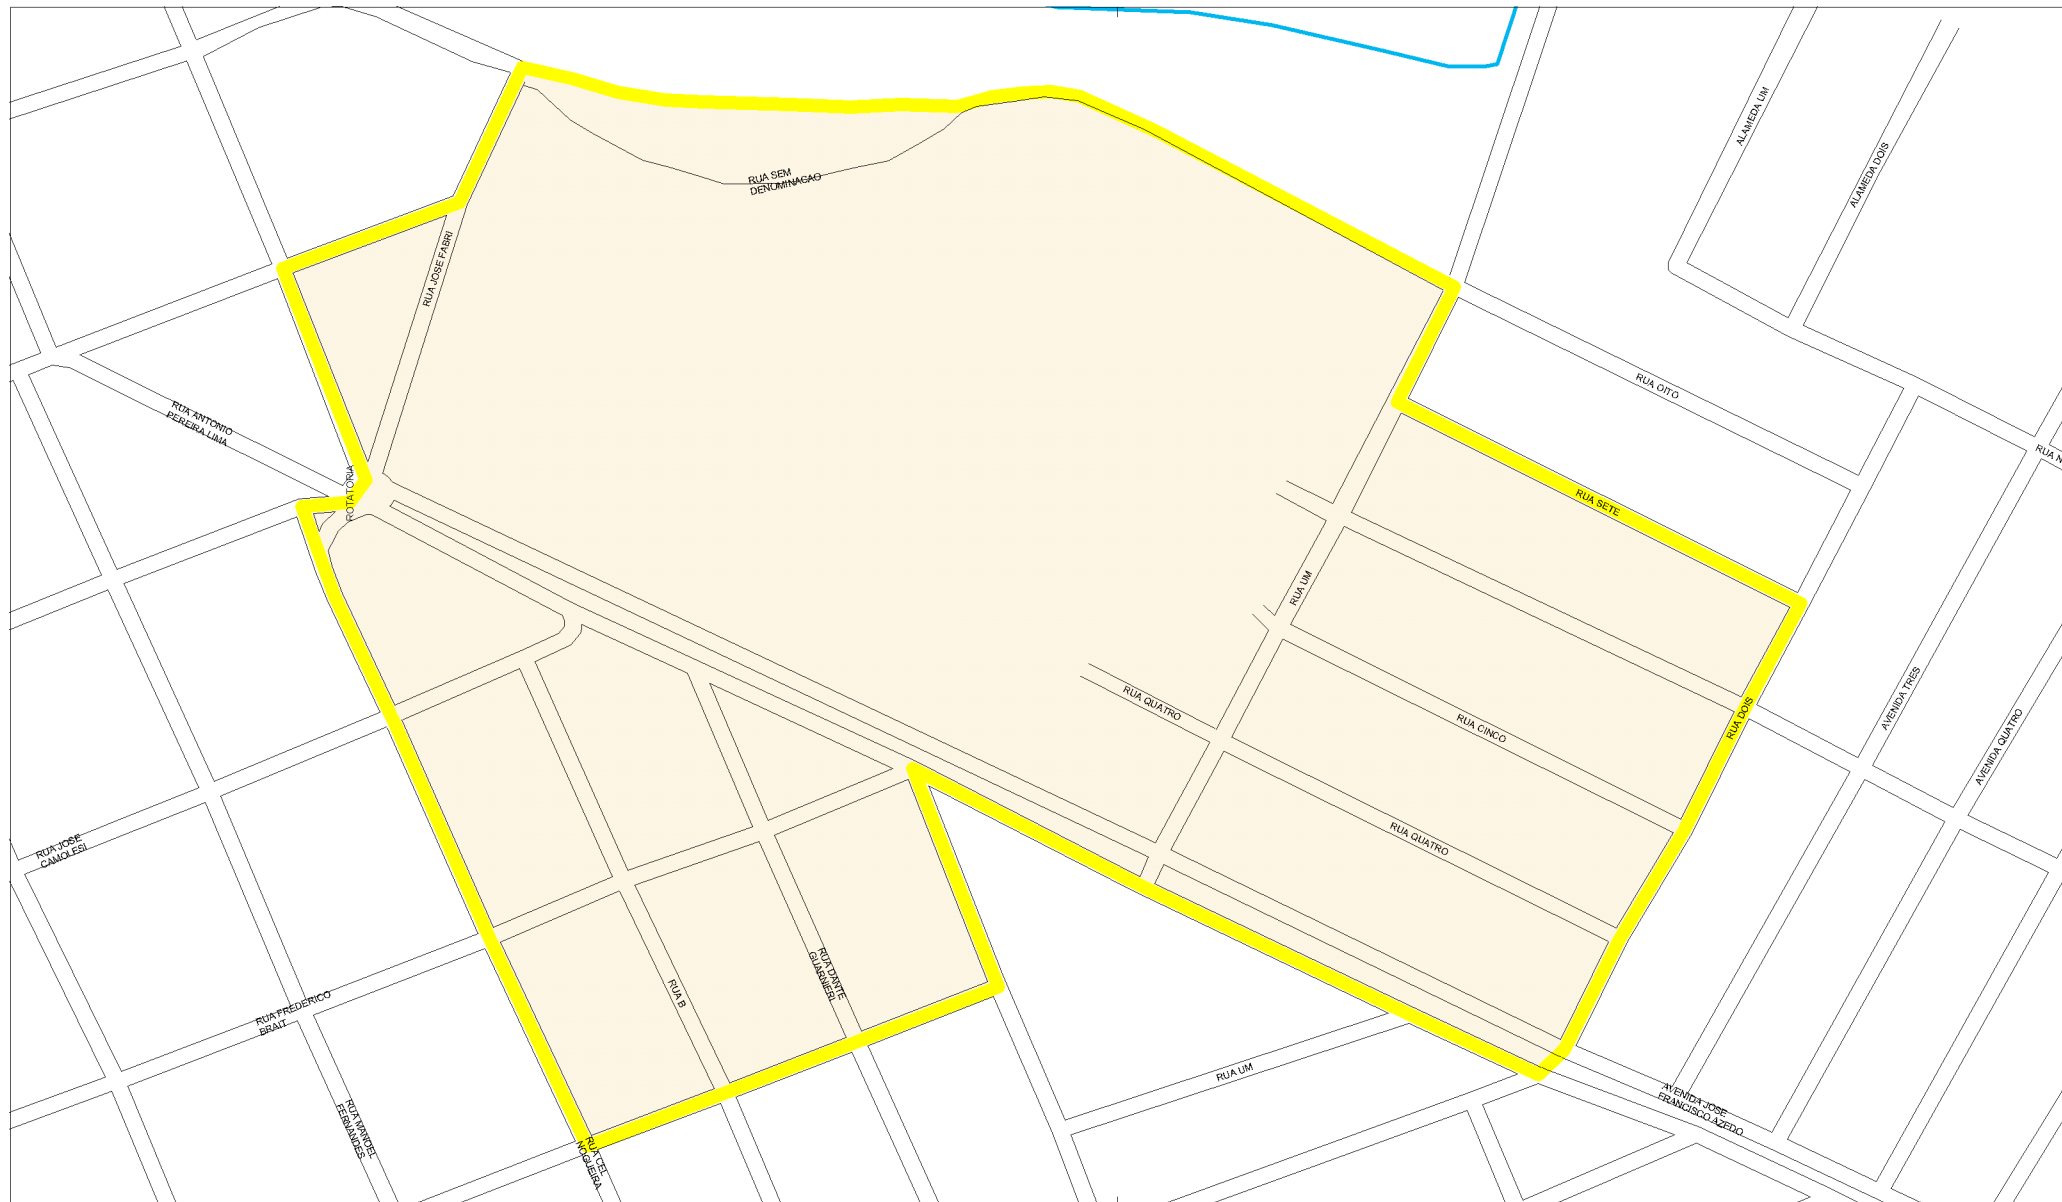 ALAMEDA UM
ALAMEDA DOIS
RUA SEM
DENOMINACAO
RUA JOSE FABRI
RUA OITO
RUA ANTONIO
PEREIRA LIMA
RUA N
ROTATORIA
RUA SETE
RUA UM
RUA QUATRO
RUA CINCO
RUA DOIS
AVENIDA TRES
AVENIDA QUATRO
RUA JOSE
CAMOLESI
RUA QUATRO
RUA B
RUA DANTE
GUARNIERI
RUA FREDERICO
BRAIT
RUA UM
RUA MANOEL
FERNANDES
RUA CEL
NOGUEIRA
AVENIDA JOSE
FRANCISCO AZEDO